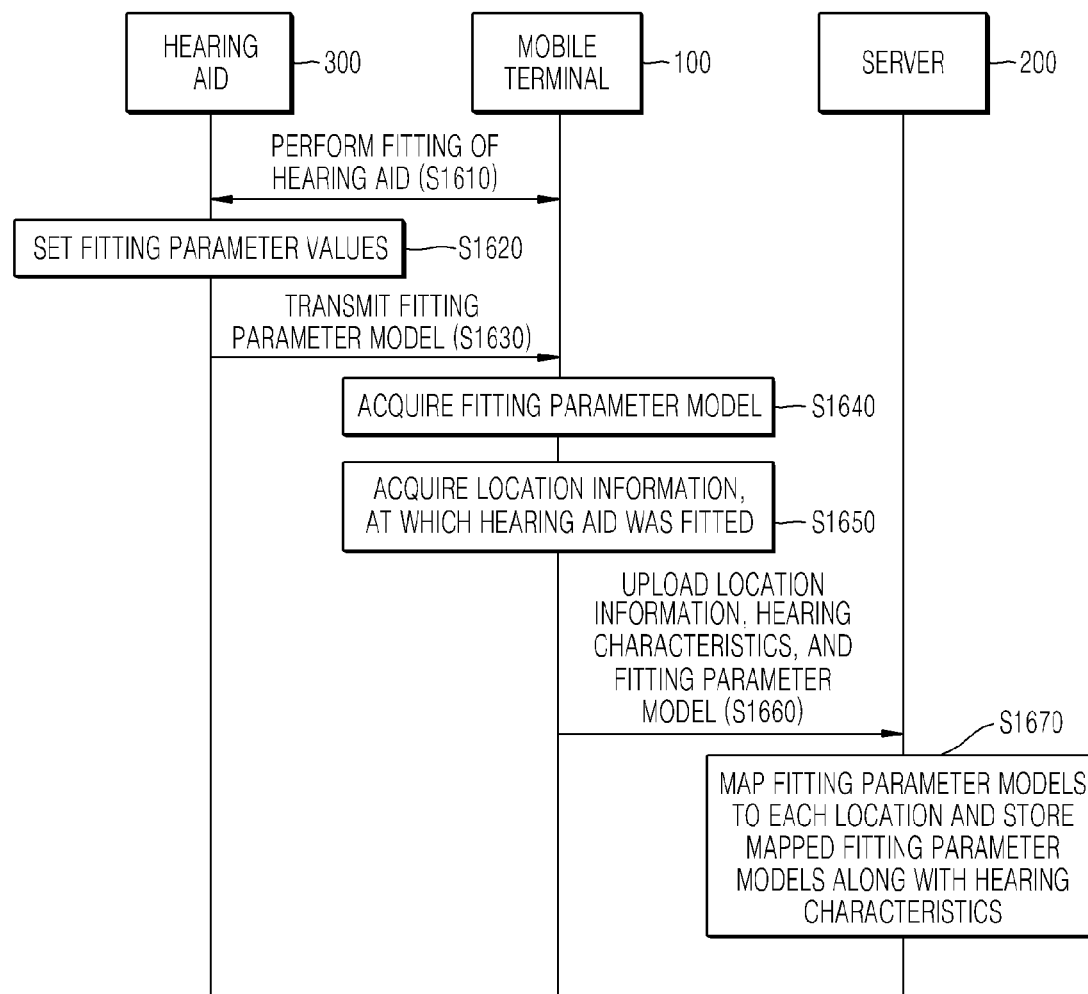 HEARING
AID
300
MOBILE
TERMINAL
100
SERVER
200
PERFORM FITTING OF
HEARING AID (S1610)
SET FITTING PARAMETER VALUES
S1620
TRANSMIT FITTING
PARAMETER MODEL (S1630)
ACQUIRE FITTING PARAMETER MODEL
S1640
ACQUIRE LOCATION INFORMATION,
AT WHICH HEARING AID WAS FITTED
S1650
UPLOAD LOCATION
INFORMATION, HEARING
CHARACTERISTICS, AND
FITTING PARAMETER
MODEL (S1660)
S1670
MAP FITTING PARAMETER MODELS
TO EACH LOCATION AND STORE
MAPPED FITTING PARAMETER
MODELS ALONG WITH HEARING
CHARACTERISTICS